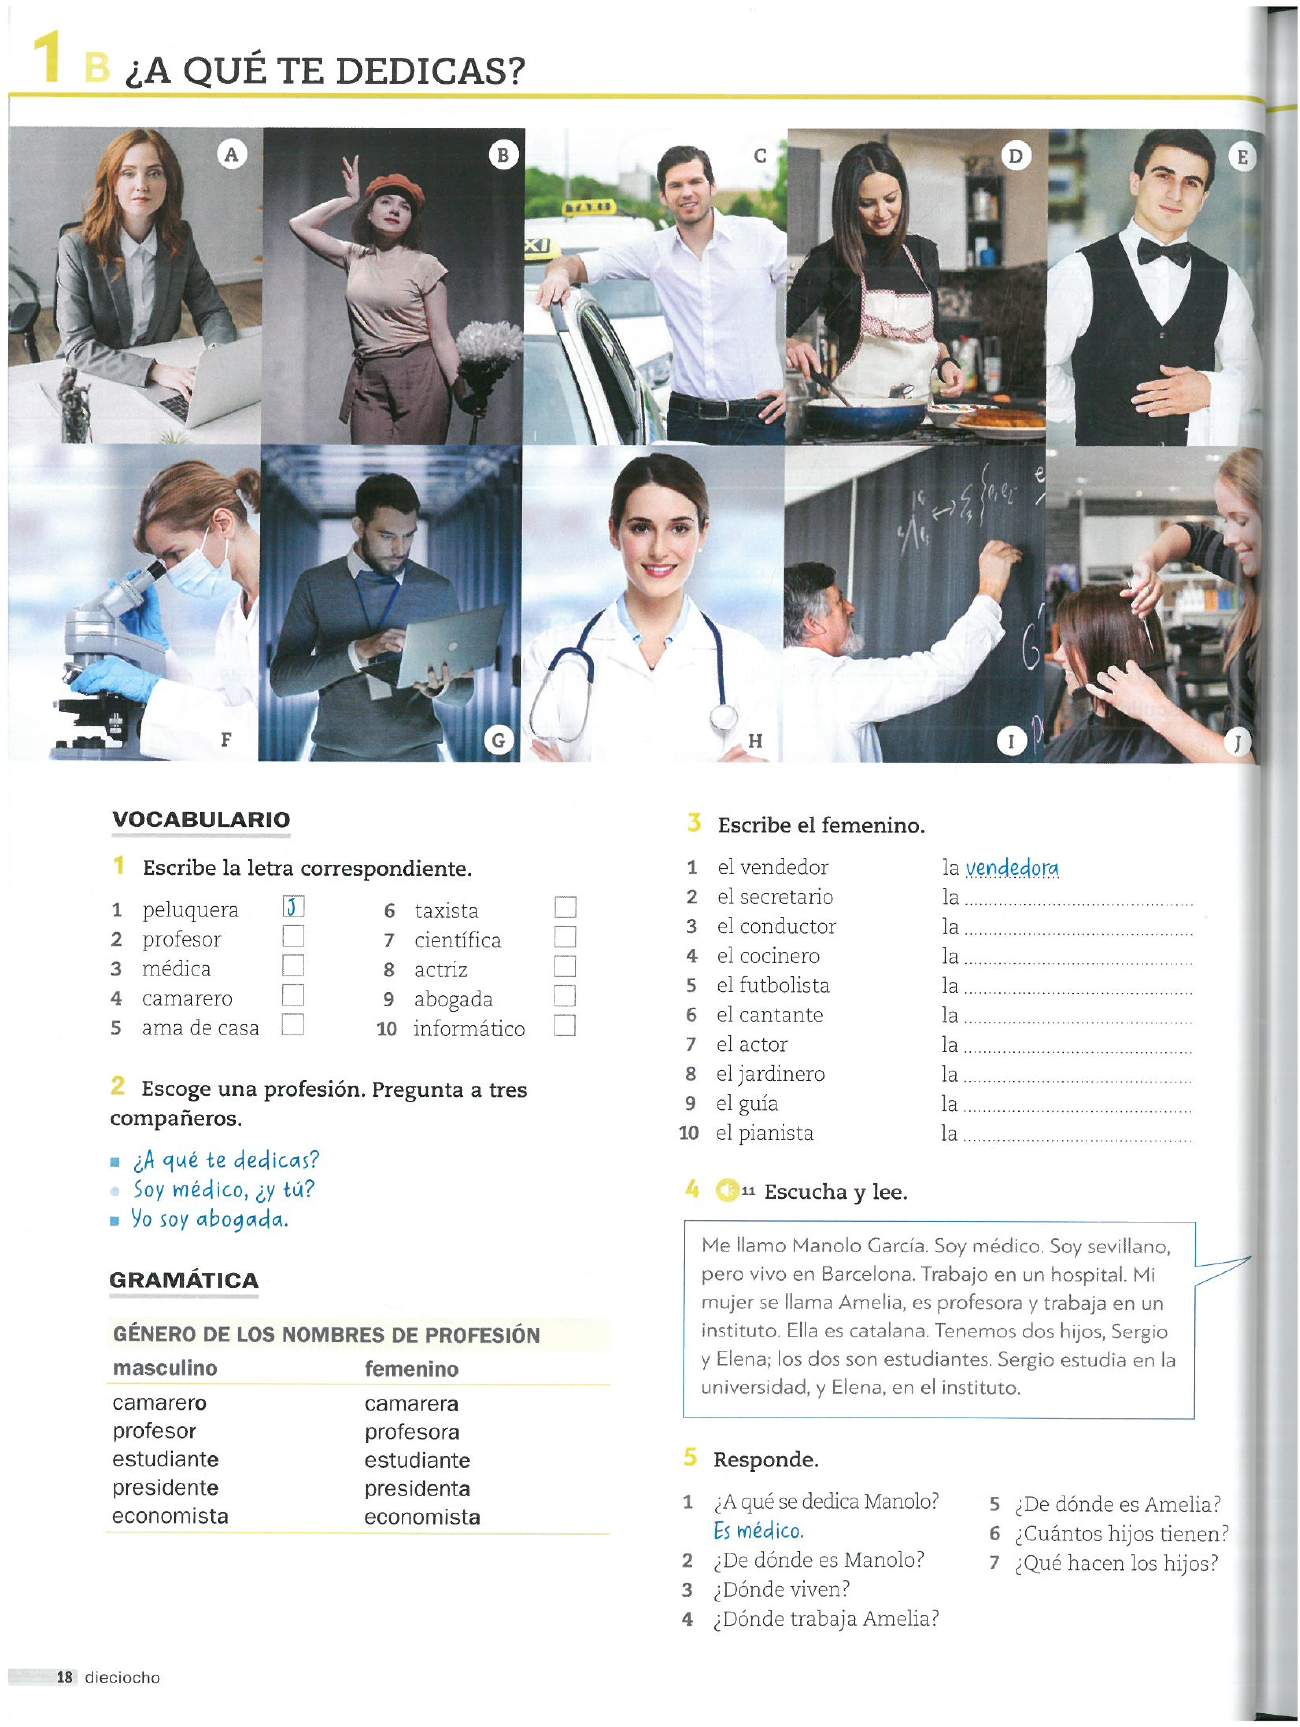 1 B ¿A QUÉ TE DEDICAS?
A
B
C
D
E
TAXI
XI
F
G
H
I
J
VOCABULARIO
1 Escribe la letra correspondiente.
1 peluquera J
2 profesor
3 médica
4 camarero
5 ama de casa
6 taxista
7 científica
8 actriz
9 abogada
10 informático
2 Escoge una profesión. Pregunta a tres
compañeros.
¿A qué te dedicas?
Soy médico, ¿y tú?
Yo soy abogada.
GRAMÁTICA
GÉNERO DE LOS NOMBRES DE PROFESIÓN
masculino femenino
camarero camarera
profesor profesora
estudiante estudiante
presidente presidenta
economista economista
3 Escribe el femenino.
1 el vendedor la vendedora
2 el secretario la
3 el conductor la
4 el cocinero la
5 el futbolista la
6 el cantante la
7 el actor la
8 el jardinero la
9 el guía la
10 el pianista la
4 11 Escucha y lee.
Me llamo Manolo García. Soy médico. Soy sevillano,
pero vivo en Barcelona. Trabajo en un hospital. Mi
mujer se llama Amelia, es profesora y trabaja en un
instituto. Ella es catalana. Tenemos dos hijos, Sergio
y Elena; los dos son estudiantes. Sergio estudia en la
universidad, y Elena, en el instituto.
5 Responde.
1 ¿A qué se dedica Manolo?
Es médico.
2 ¿De dónde es Manolo?
3 ¿Dónde viven?
4 ¿Dónde trabaja Amelia?
5 ¿De dónde es Amelia?
6 ¿Cuántos hijos tienen?
7 ¿Qué hacen los hijos?
18 dieciocho